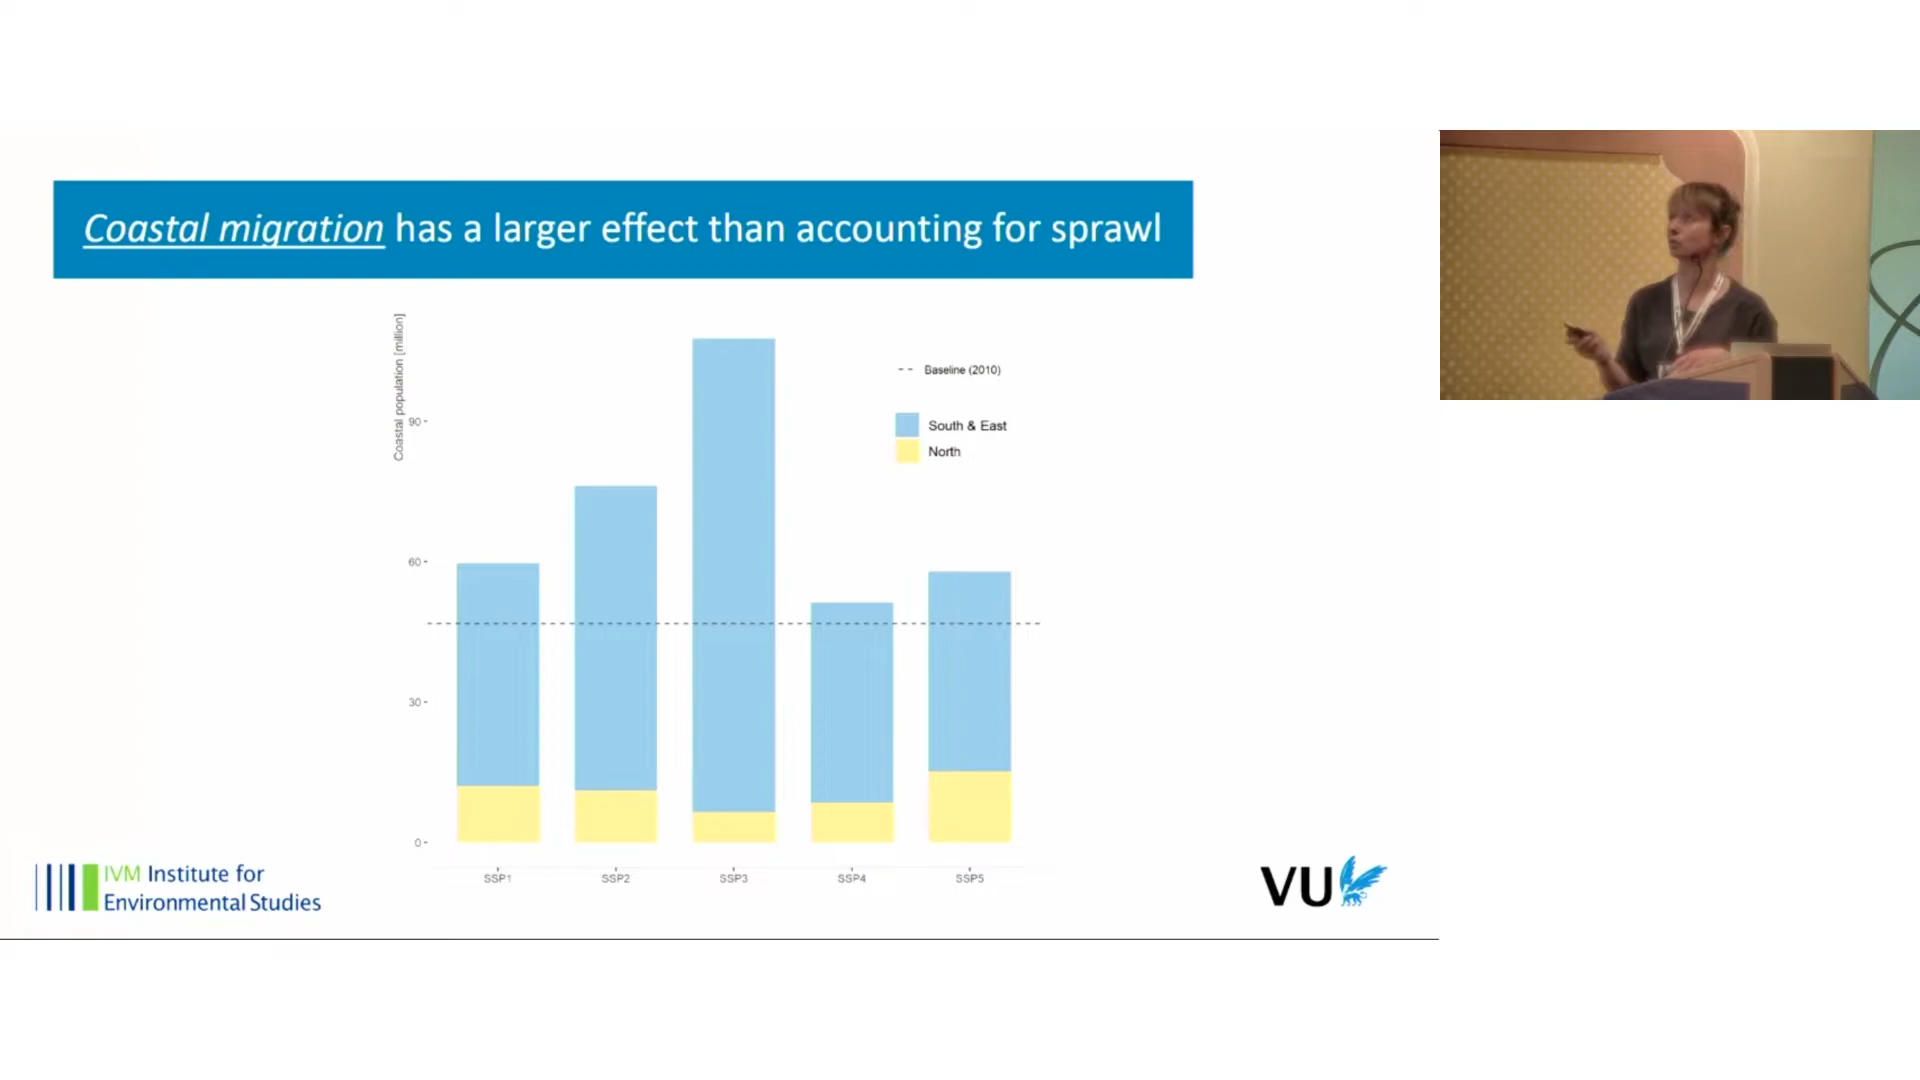 Coastal migration has a larger effect than accounting for sprawl
Coastal population [million]
90
60
30
0
-- Baseline (2010)
South & East
North
SSP1 SSP2 SSP3 SSP4 SSP5
IVM Institute for
Environmental Studies
VU